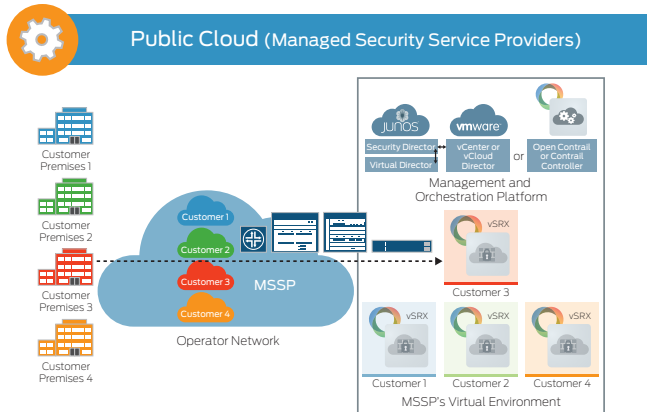 Public Cloud (Managed Security Service Providers)
Customer
Premises 1
Customer
Premises 2
Customer
Premises 3
Customer
Premises 4
Customer 1
Customer 2
Customer 3
Customer 4
MSSP
Operator Network
JUNOS
Security Director
Virtual Director
vmware
vCenter or
vCloud
Director
or
Open Contrail
or Contrail
Controller
Management and
Orchestration Platform
vSRX
Customer 3
vSRX
Customer 1
vSRX
Customer 2
vSRX
Customer 4
MSSP's Virtual Environment